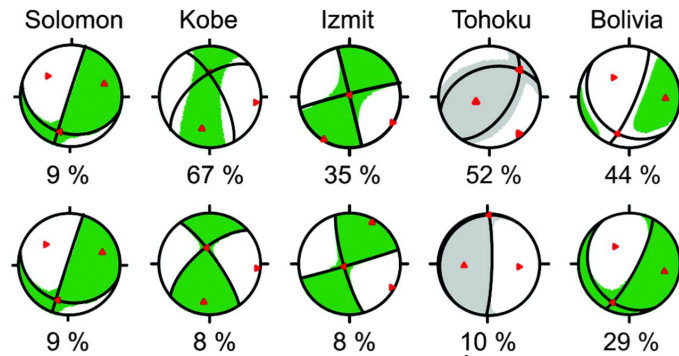 Solomon Kobe Izmit Tohoku Bolivia
9 % 67 % 35 % 52 % 44 %
9 % 8 % 8 % 10 % 29 %